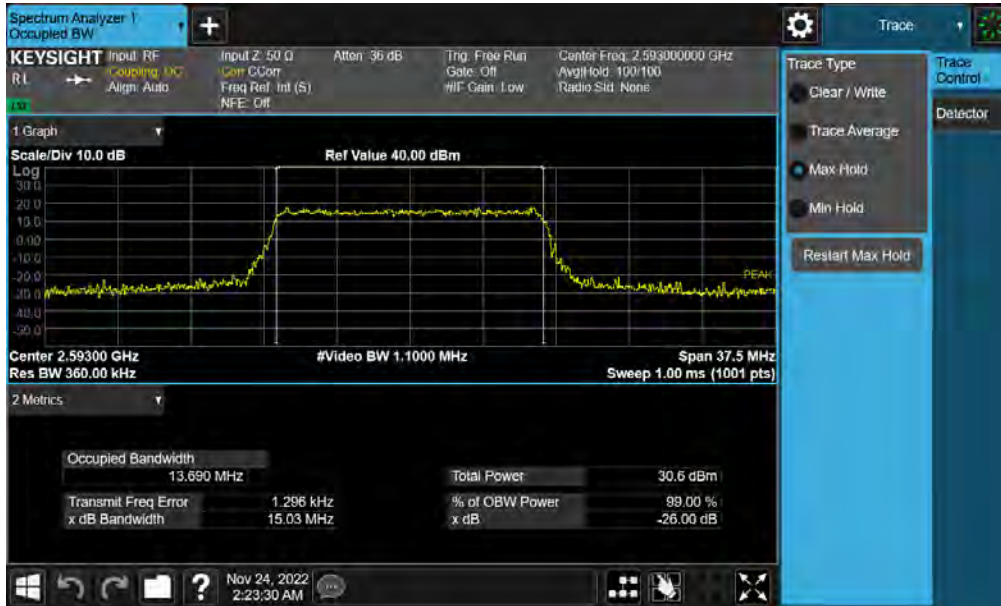 Spectrum Analyzer 1
Occupied BW
+
Trace
KEYSIGHT
Input: RF
Coupling: DC
Align: Auto
Input Z: 50 Ω
Corr CCorr
Freq Ref: Int (S)
NFE: Off
Atten: 36 dB
Trig: Free Run
Gate: Off
#IF Gain: Low
Center Freq: 2.593000000 GHz
Avg|Hold: 100/100
Radio Std: None
R L
Trace Type
Clear / Write
Trace Average
Max Hold
Min Hold
Restart Max Hold
Trace
Control
Detector
1 Graph
Scale/Div 10.0 dB
Ref Value 40.00 dBm
Log
30.0
20.0
10.0
0.00
-10.0
-20.0
-30.0
-40.0
-50.0
PEAK
Center 2.59300 GHz
#Video BW 1.1000 MHz
Span 37.5 MHz
Res BW 360.00 kHz
Sweep 1.00 ms (1001 pts)
2 Metrics
Occupied Bandwidth
13.690 MHz
Total Power 30.6 dBm
Transmit Freq Error 1.296 kHz
% of OBW Power 99.00 %
x dB Bandwidth 15.03 MHz
x dB -26.00 dB
?
Nov 24, 2022
2:23:30 AM